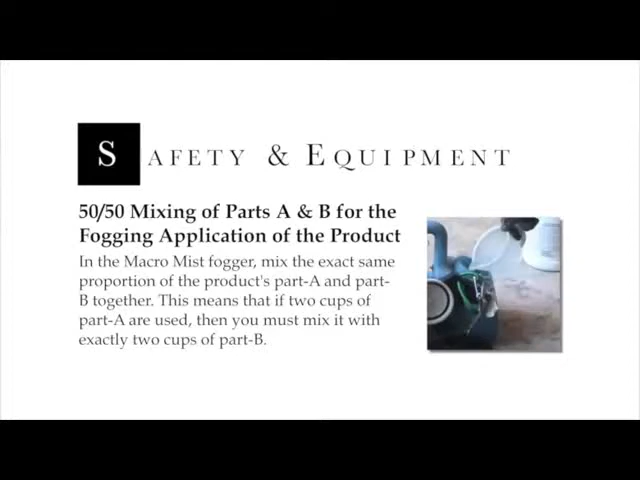 SAFETY & EQUIPMENT
50/50 Mixing of Parts A & B for the
Fogging Application of the Product
In the Macro Mist fogger, mix the exact same
proportion of the product's part-A and part-
B together. This means that if two cups of
part-A are used, then you must mix it with
exactly two cups of part-B.